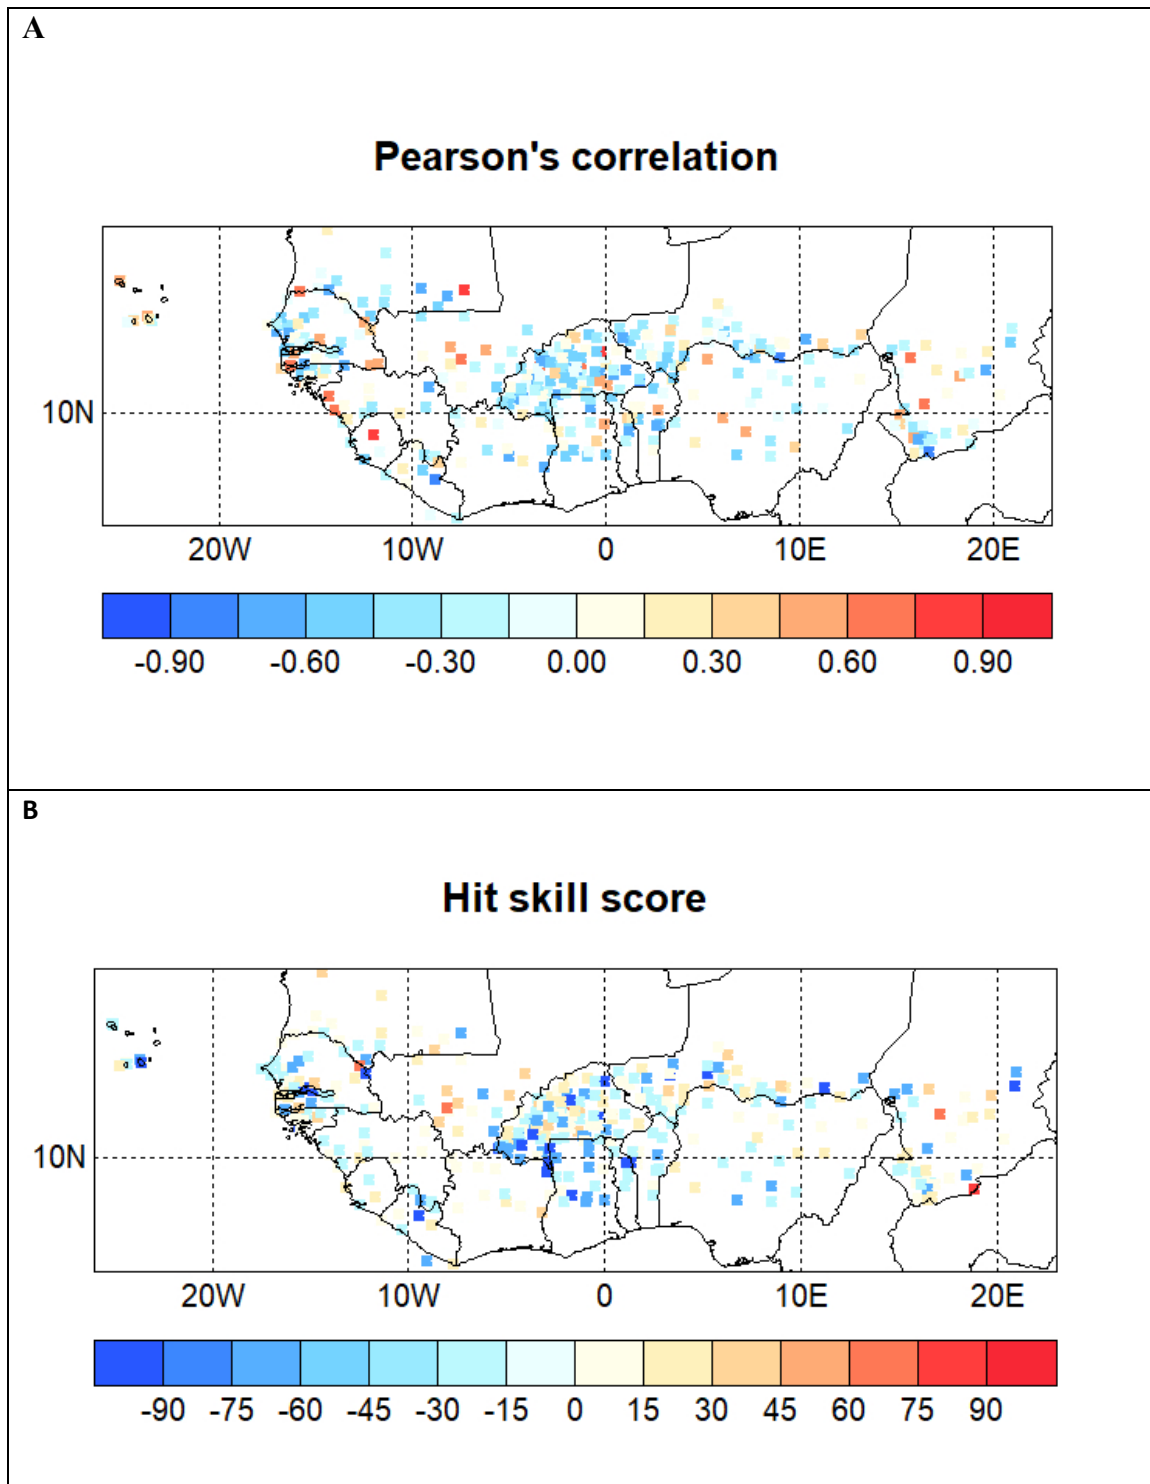 A
Pearson's correlation
10N
20W 10W 0 10E 20E
-0.90 -0.60 -0.30 0.00 0.30 0.60 0.90
B
Hit skill score
10N
20W 10W 0 10E 20E
-90 -75 -60 -45 -30 -15 0 15 30 45 60 75 90